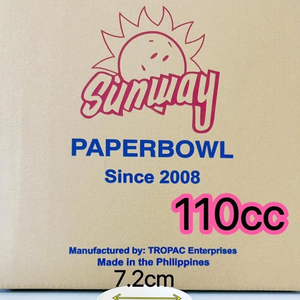 Sunway
PAPERBOWL
Since 2008
110cc
Manufactured by: TROPAC Enterprises
Made in the Philippines
7.2cm